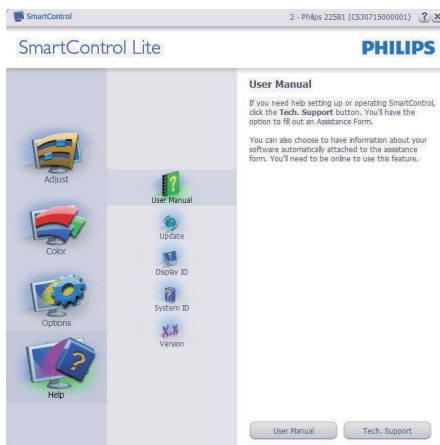 SmartControl
2 - Philips 225B1 (CS30715000001)
SmartControl Lite
PHILIPS
Adjust
Color
Options
Help
User Manual
Update
Display ID
System ID
X.X
Version
User Manual
If you need help setting up or operating SmartControl,
click the Tech. Support button. You'll have the
option to fill out an Assistance Form.
You can also choose to have information about your
software automatically attached to the assistance
form. You'll need to be online to use this feature.
User Manual
Tech. Support